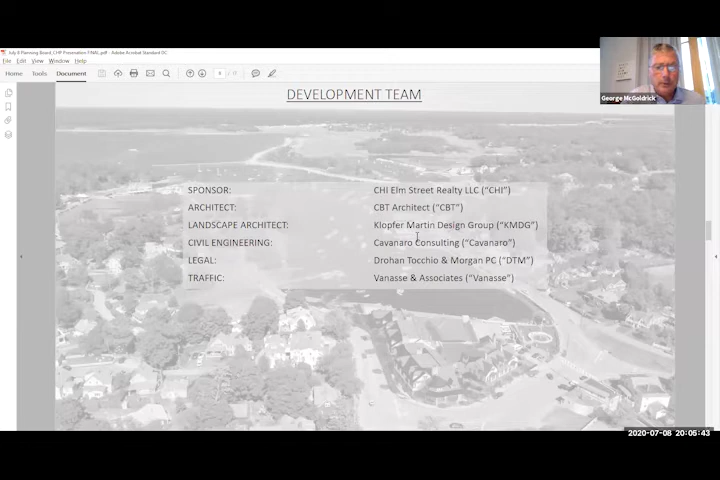 July 8 Planning Board_CHP Presentation FINAL.pdf - Adobe Acrobat Standard DC
File Edit View Window Help
Home Tools Document
George McGoldrick
DEVELOPMENT TEAM
SPONSOR: CHI Elm Street Realty LLC (“CHI”)
ARCHITECT: CBT Architect (“CBT”)
LANDSCAPE ARCHITECT: Klopfer Martin Design Group (“KMDG”)
CIVIL ENGINEERING: Cavanaro Consulting (“Cavanaro”)
LEGAL: Drohan Tocchio & Morgan PC (“DTM”)
TRAFFIC: Vanasse & Associates (“Vanasse”)
2020-07-08 20:05:43